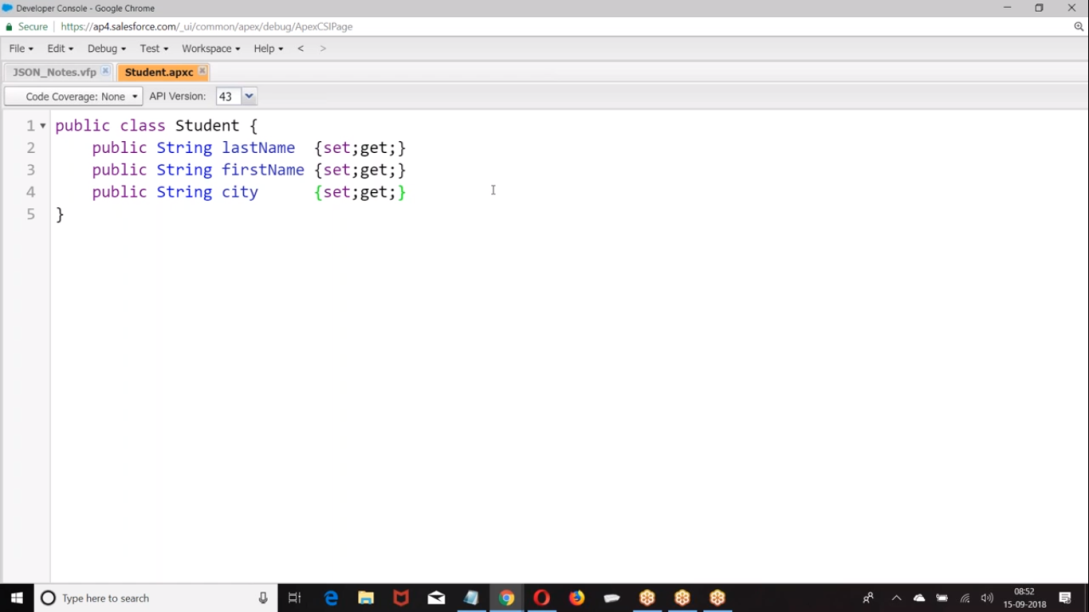 Developer Console - Google Chrome
Secure https://ap4.salesforce.com/_ui/common/apex/debug/ApexCSIPage
File Edit Debug Test Workspace Help < >
JSON_Notes.vfp Student.apxc
Code Coverage: None API Version: 43
1 public class Student {
2 public String lastName {set;get;}
3 public String firstName {set;get;}
4 public String city {set;get;}
5 }
Type here to search
08:52
15-09-2018